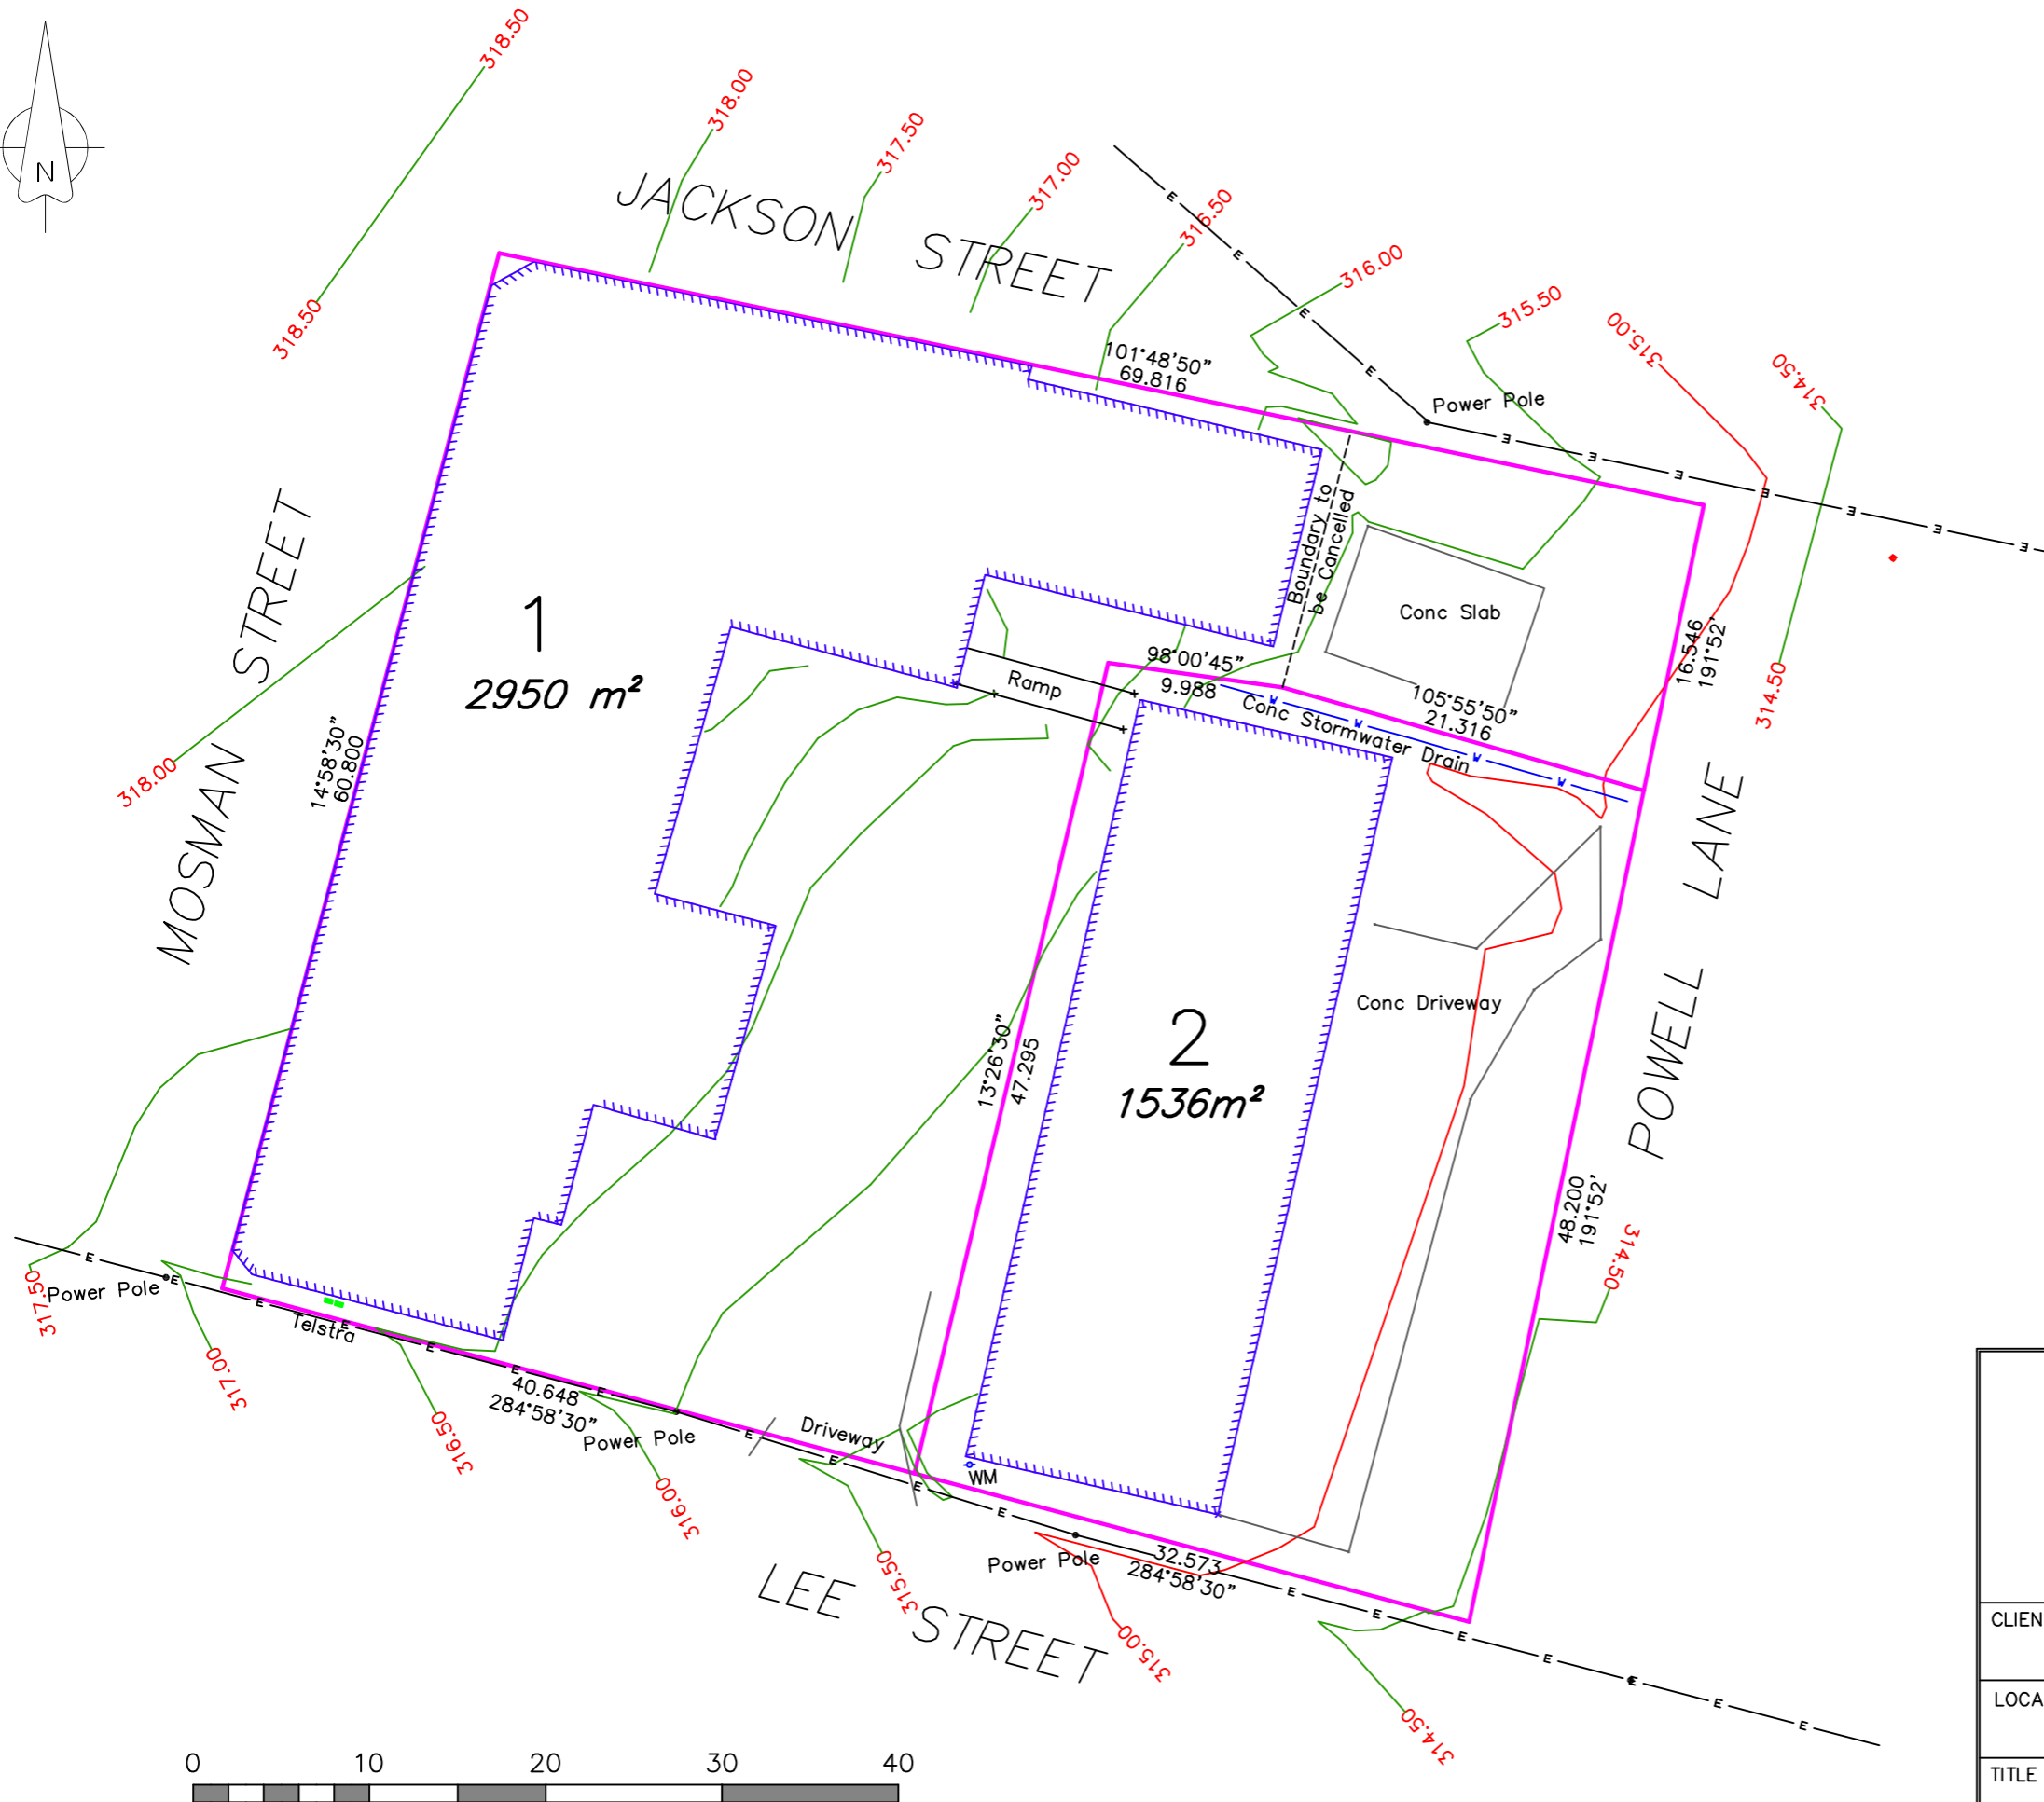 318.50
318.00
317.50
317.00
316.50
316.00
315.50
315.00
314.50
N
JACKSON STREET
E
E
E
E
101°48'50"
69.816
Power Pole
E
E
E
E
E
E
E
318.50
MOSMAN STREET
1
2950 m²
Boundary to
be Cancelled
Conc Slab
16.546
191°52'
314.50
98°00'45"
9.988
Ramp
105°55'50"
21.316
Conc Stormwater Drain
W
W
W
W
14°58'30"
60.800
318.00
POWELL LANE
13°26'30"
47.295
2
1536m²
Conc Driveway
48.200
191°52'
314.50
E
Power Pole
E
E
Telstra
E
E
E
E
317.50
317.00
316.50
40.648
284°58'30"
Power Pole
316.00
E
Driveway
E
E
WM
E
Power Pole
32.573
284°58'30"
E
E
E
E
E
E
E
315.50
LEE STREET
315.00
314.50
0 10 20 30 40
CLIEN
LOCA
TITLE